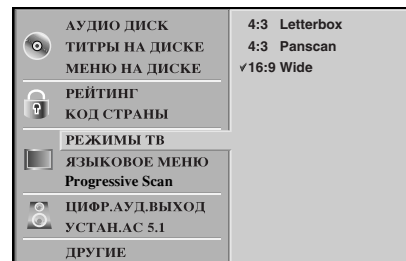 АУДИО ДИСК
ТИТРЫ НА ДИСКЕ
МЕНЮ НА ДИСКЕ
РЕЙТИНГ
КОД СТРАНЫ
РЕЖИМЫ ТВ
ЯЗЫКОВОЕ МЕНЮ
Progressive Scan
ЦИФР.АУД.ВЫХОД
УСТАН.АС 5.1
ДРУГИЕ
4:3 Letterbox
4:3 Panscan
✓16:9 Wide